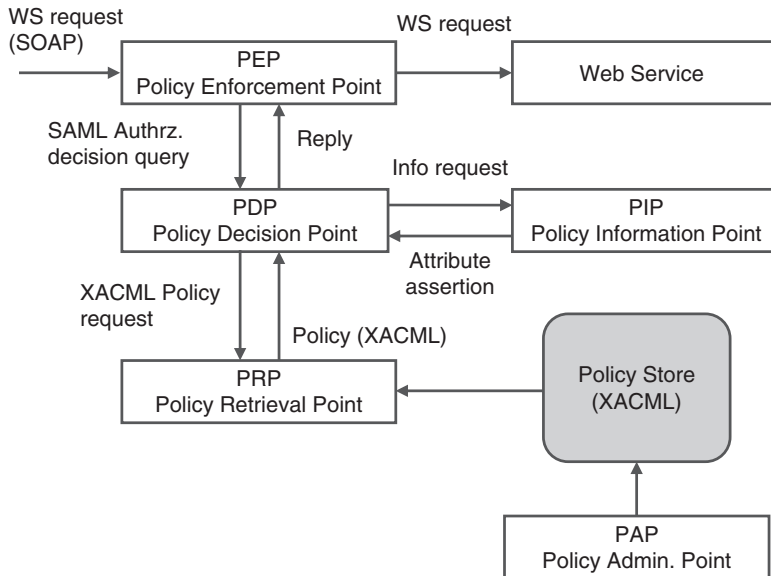 WS request
(SOAP)
WS request
PEP
Policy Enforcement Point
Web Service
SAML Authrz.
decision query
Reply
Info request
PDP
Policy Decision Point
PIP
Policy Information Point
Attribute
assertion
XACML Policy
request
Policy (XACML)
PRP
Policy Retrieval Point
Policy Store
(XACML)
PAP
Policy Admin. Point